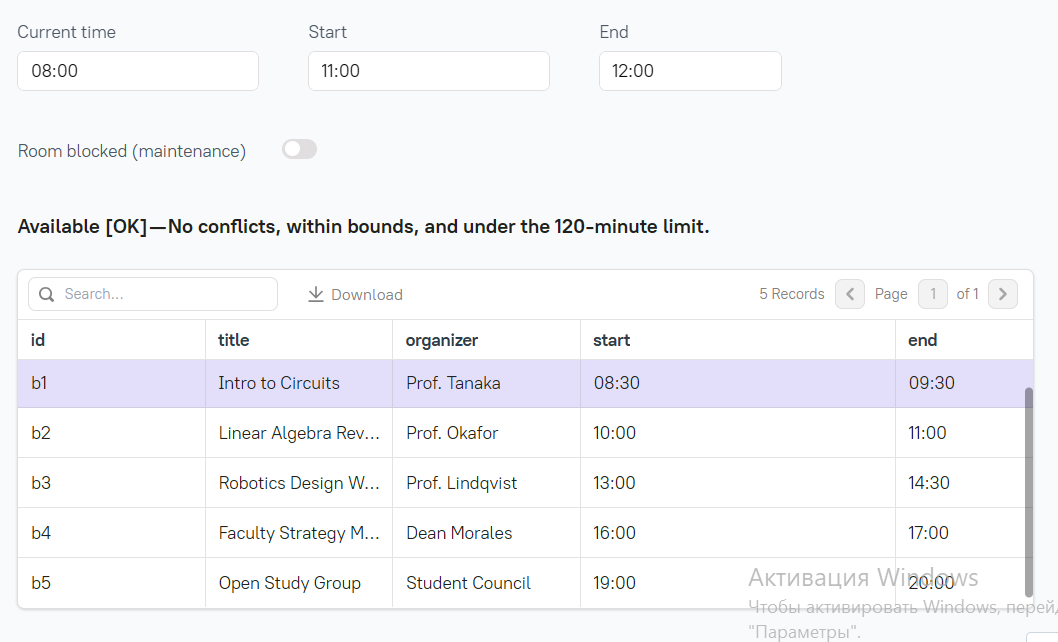 Current time Start End
08:00 11:00 12:00
Room blocked (maintenance)
Available [OK]—No conflicts, within bounds, and under the 120-minute limit.
Search... Download 5 Records Page 1 of 1
id title organizer start end
b1 Intro to Circuits Prof. Tanaka 08:30 09:30
b2 Linear Algebra Rev... Prof. Okafor 10:00 11:00
b3 Robotics Design W... Prof. Lindqvist 13:00 14:30
b4 Faculty Strategy M... Dean Morales 16:00 17:00
b5 Open Study Group Student Council 19:00 20:00
Активация Windows
Чтобы активировать Windows, перей
"Параметры".